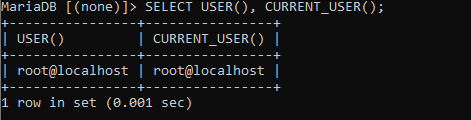 MariaDB [(none)]> SELECT USER(), CURRENT_USER();
+----------------+----------------+
| USER()         | CURRENT_USER() |
+----------------+----------------+
| root@localhost | root@localhost |
+----------------+----------------+
1 row in set (0.001 sec)